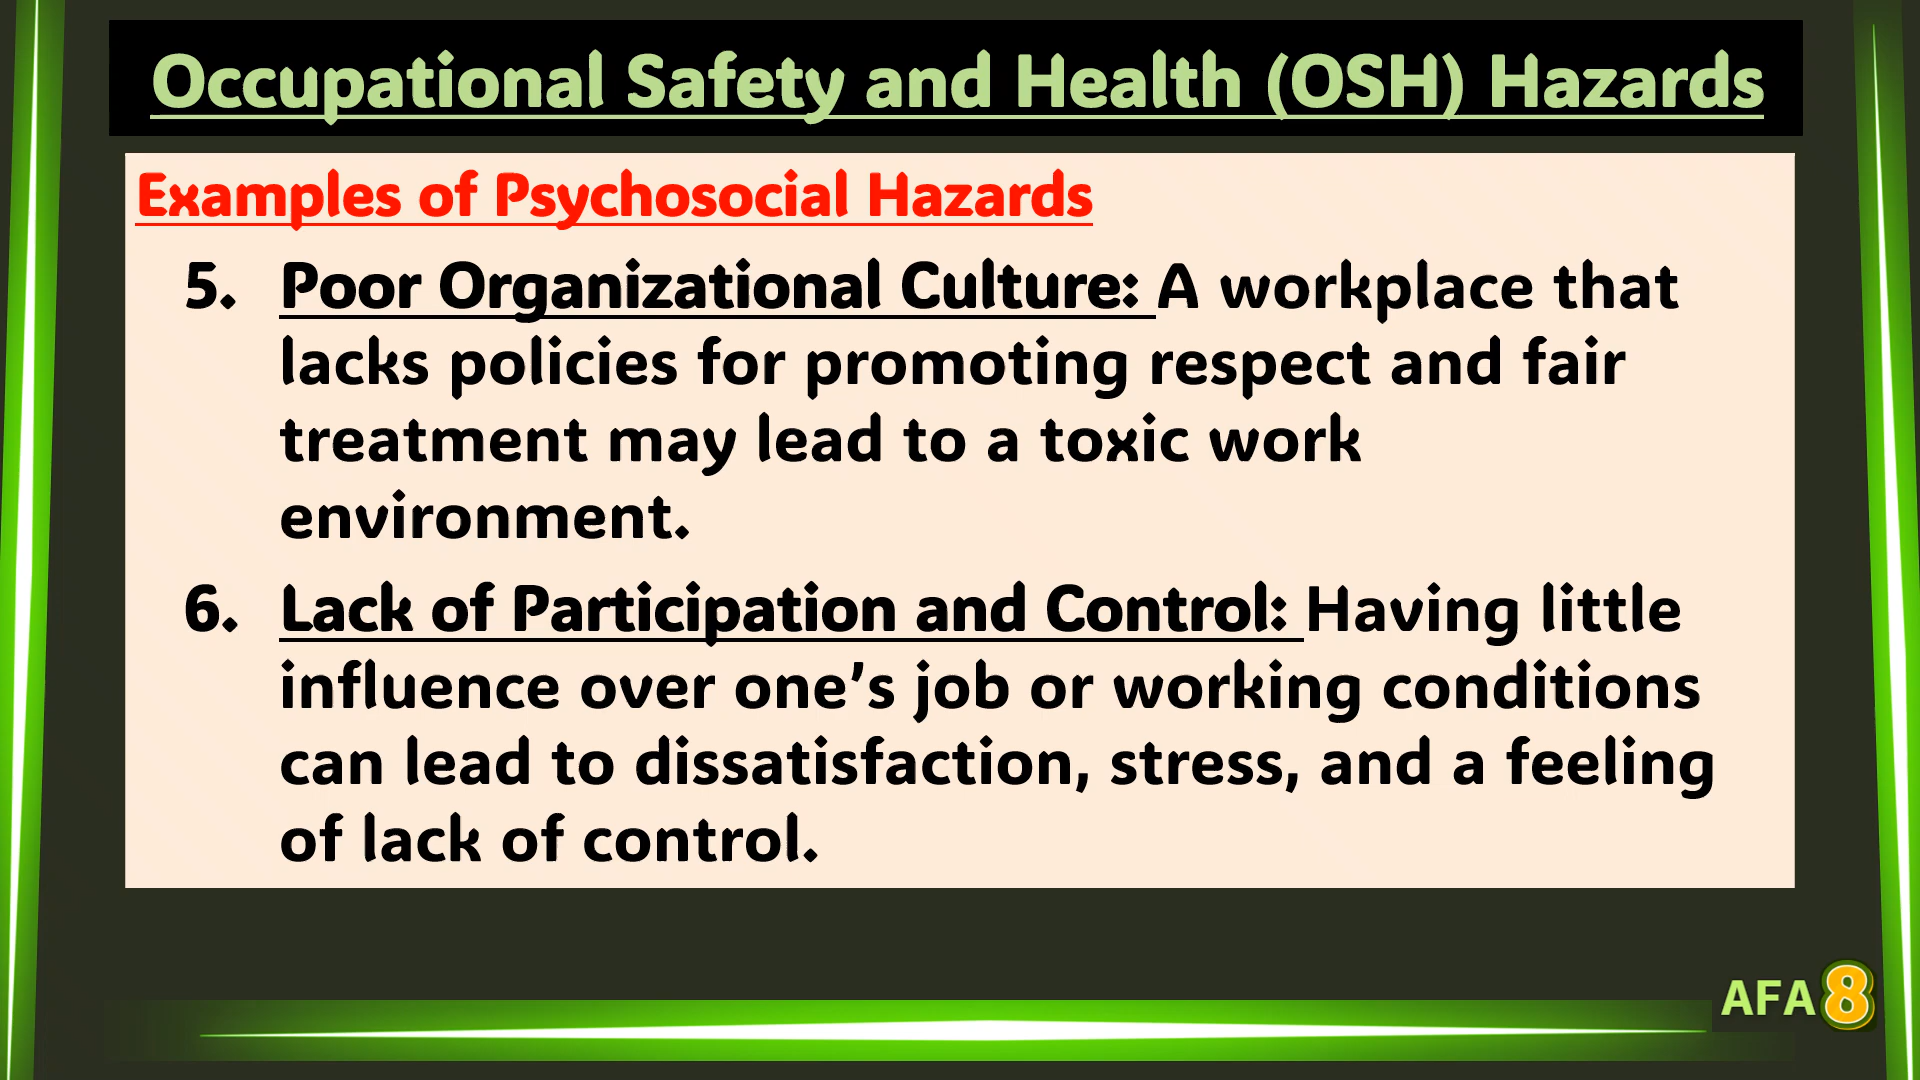 Occupational Safety and Health (OSH) Hazards
Examples of Psychosocial Hazards
5. Poor Organizational Culture: A workplace that
lacks policies for promoting respect and fair
treatment may lead to a toxic work
environment.
6. Lack of Participation and Control: Having little
influence over one’s job or working conditions
can lead to dissatisfaction, stress, and a feeling
of lack of control.
AFA 8